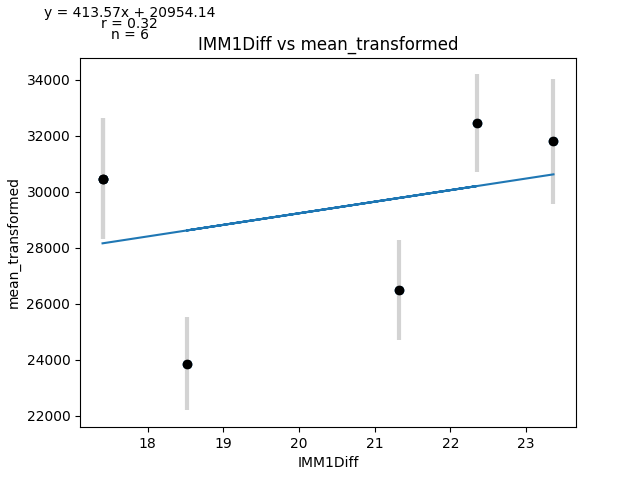 y = 413.57x + 20954.14
r = 0.32
n = 6
IMM1Diff vs mean_transformed
34000
32000
30000
28000
26000
24000
22000
mean_transformed
18 19 20 21 22 23
IMM1Diff